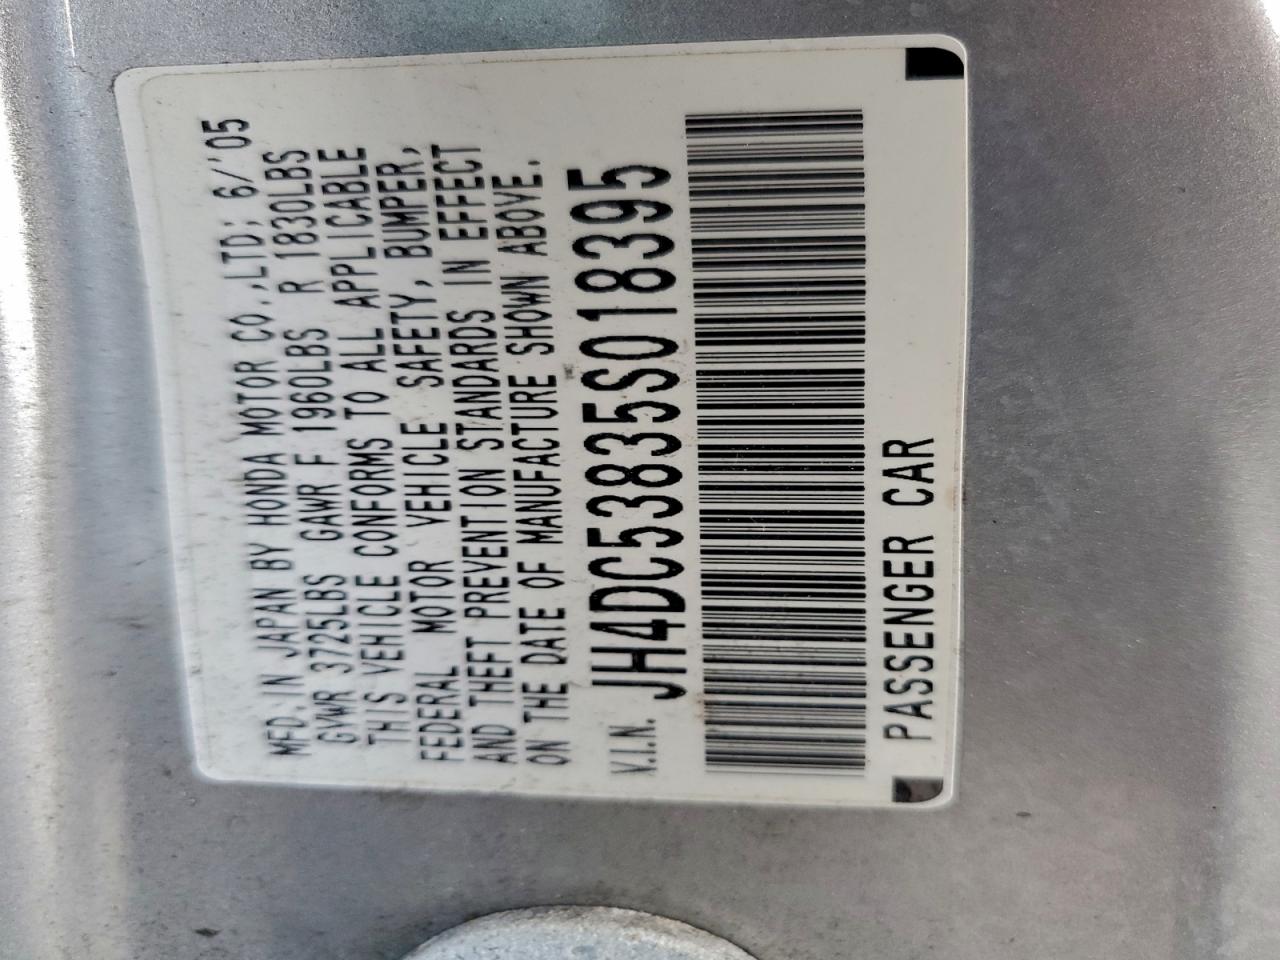 MFD. IN JAPAN BY HONDA MOTOR CO.,LTD; 6/'05
GVWR 3725LBS GAWR F 1960LBS R 1830LBS
THIS VEHICLE CONFORMS TO ALL APPLICABLE
FEDERAL MOTOR VEHICLE SAFETY, BUMPER,
AND THEFT PREVENTION STANDARDS IN EFFECT
ON THE DATE OF MANUFACTURE SHOWN ABOVE.
V.I.N. JH4DC53835S018395
PASSENGER CAR